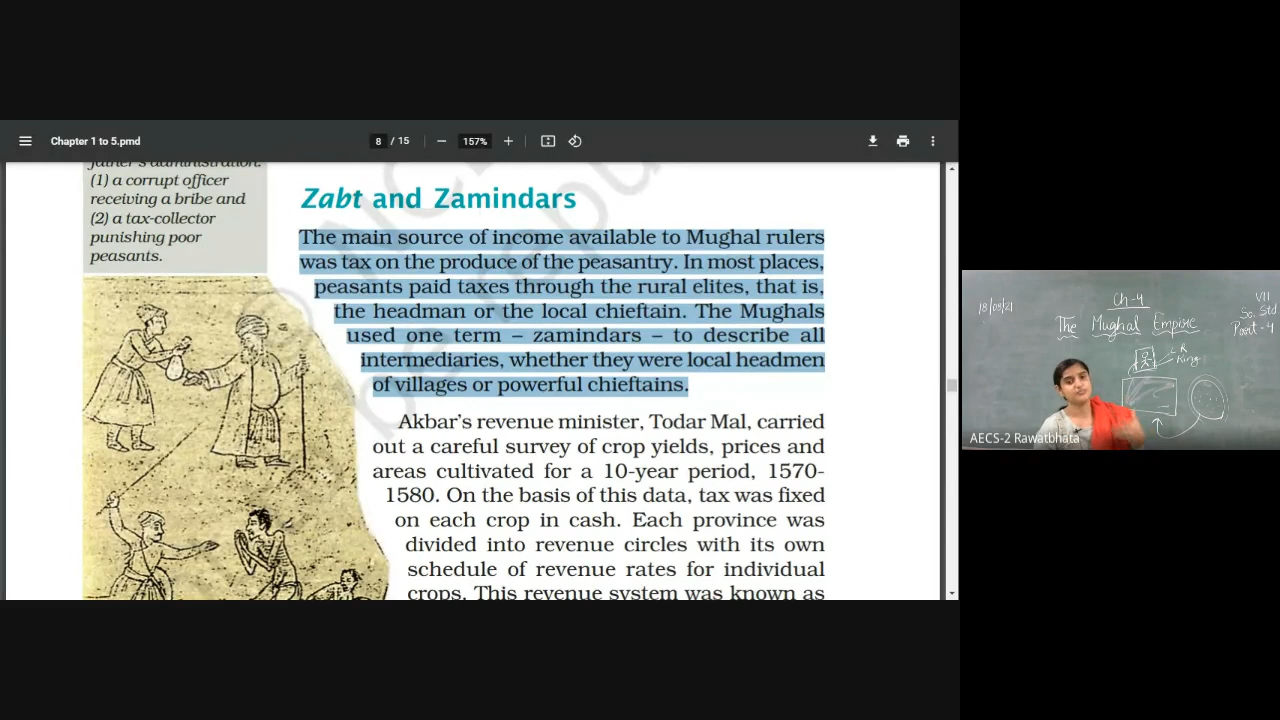 Chapter 1 to 5.pmd
8 / 15
157%
father's administration:
(1) a corrupt officer
receiving a bribe and
(2) a tax-collector
punishing poor
peasants.
Zabt and Zamindars
The main source of income available to Mughal rulers
was tax on the produce of the peasantry. In most places,
peasants paid taxes through the rural elites, that is,
the headman or the local chieftain. The Mughals
used one term – zamindars – to describe all
intermediaries, whether they were local headmen
of villages or powerful chieftains.
Akbar's revenue minister, Todar Mal, carried
out a careful survey of crop yields, prices and
areas cultivated for a 10-year period, 1570-
1580. On the basis of this data, tax was fixed
on each crop in cash. Each province was
divided into revenue circles with its own
schedule of revenue rates for individual
crops. This revenue system was known as
18/08/21
Ch-4
The Mughal Empire
VII
Sc. Std
Part-4
L.R
King
AECS-2 Rawatbhata